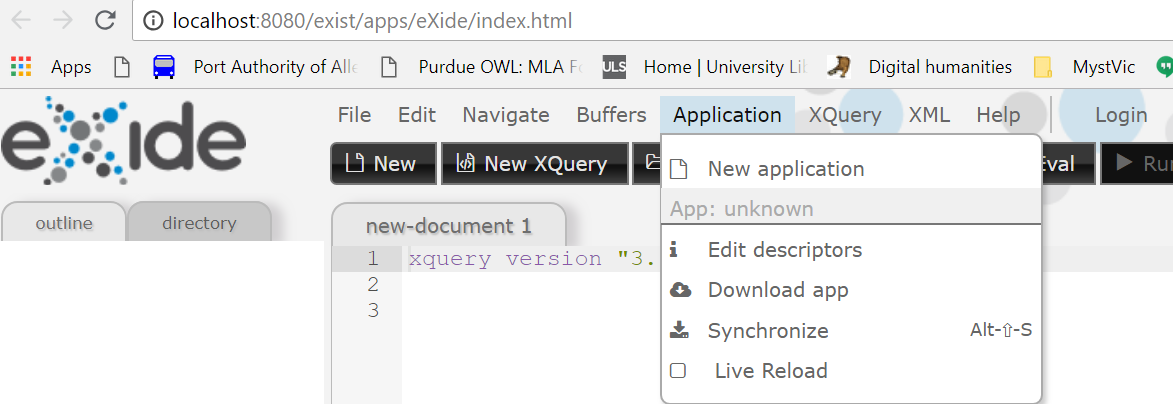 localhost:8080/exist/apps/eXide/index.html
Apps Port Authority of Alle Purdue OWL: MLA Fo ULS Home | University Lib Digital humanities MystVic
eXide
File Edit Navigate Buffers Application XQuery XML Help Login
New New XQuery Eval Ru
New application
outline directory
App: unknown
new-document 1
1 xquery version "3.
Edit descriptors
2
Download app
3
Synchronize Alt-⇧-S
Live Reload